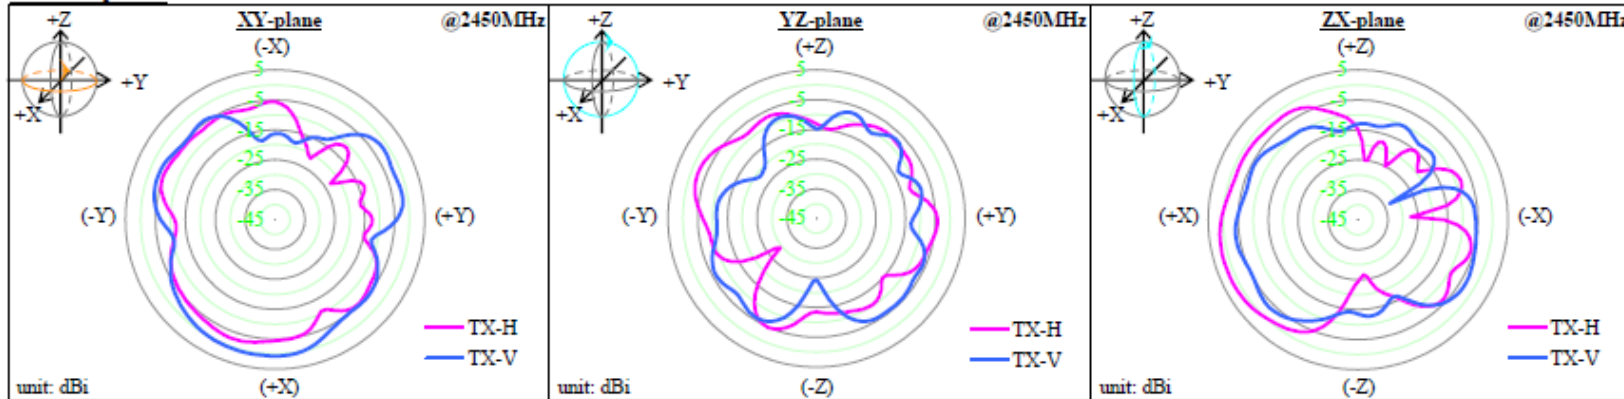 +Z XY-plane @2450MHz
(-X)
5
-5
+Y
+X
-15
-25
-35
(-Y) -45 (+Y)
TX-H
TX-V
unit: dBi (+X)
+Z YZ-plane @2450MHz
(+Z)
5
-5
+Y
+X
-15
-25
-35
(-Y) -45 (+Y)
TX-H
TX-V
unit: dBi (-Z)
+Z ZX-plane @2450MHz
(+Z)
5
-5
+Y
+X
-15
-25
-35
(+X) -45 (-X)
TX-H
TX-V
unit: dBi (-Z)